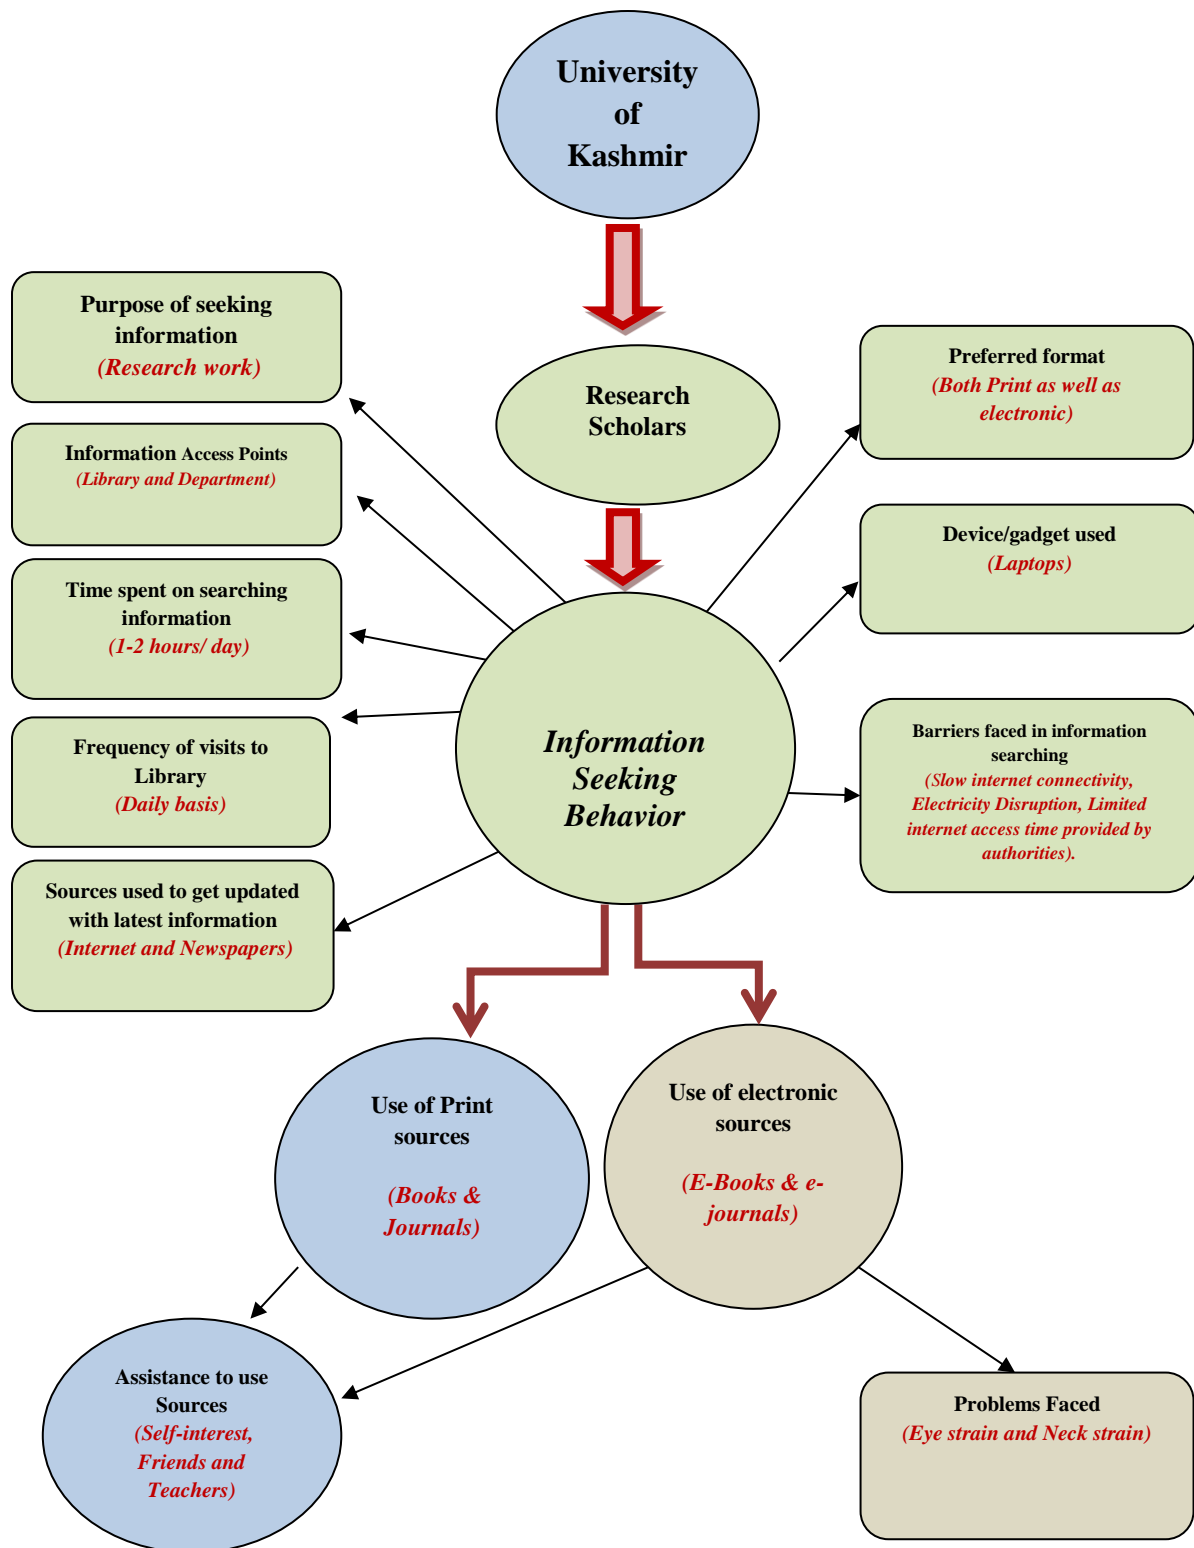 University
of
Kashmir
Research
Scholars
Purpose of seeking
information
(Research work)
Information Access Points
(Library and Department)
Time spent on searching
information
(1-2 hours/ day)
Frequency of visits to
Library
(Daily basis)
Sources used to get updated
with latest information
(Internet and Newspapers)
Information
Seeking
Behavior
Preferred format
(Both Print as well as
electronic)
Device/gadget used
(Laptops)
Barriers faced in information
searching
(Slow internet connectivity,
Electricity Disruption, Limited
internet access time provided by
authorities).
Use of Print
sources
(Books &
Journals)
Use of electronic
sources
(E-Books & e-
journals)
Assistance to use
Sources
(Self-interest,
Friends and
Teachers)
Problems Faced
(Eye strain and Neck strain)